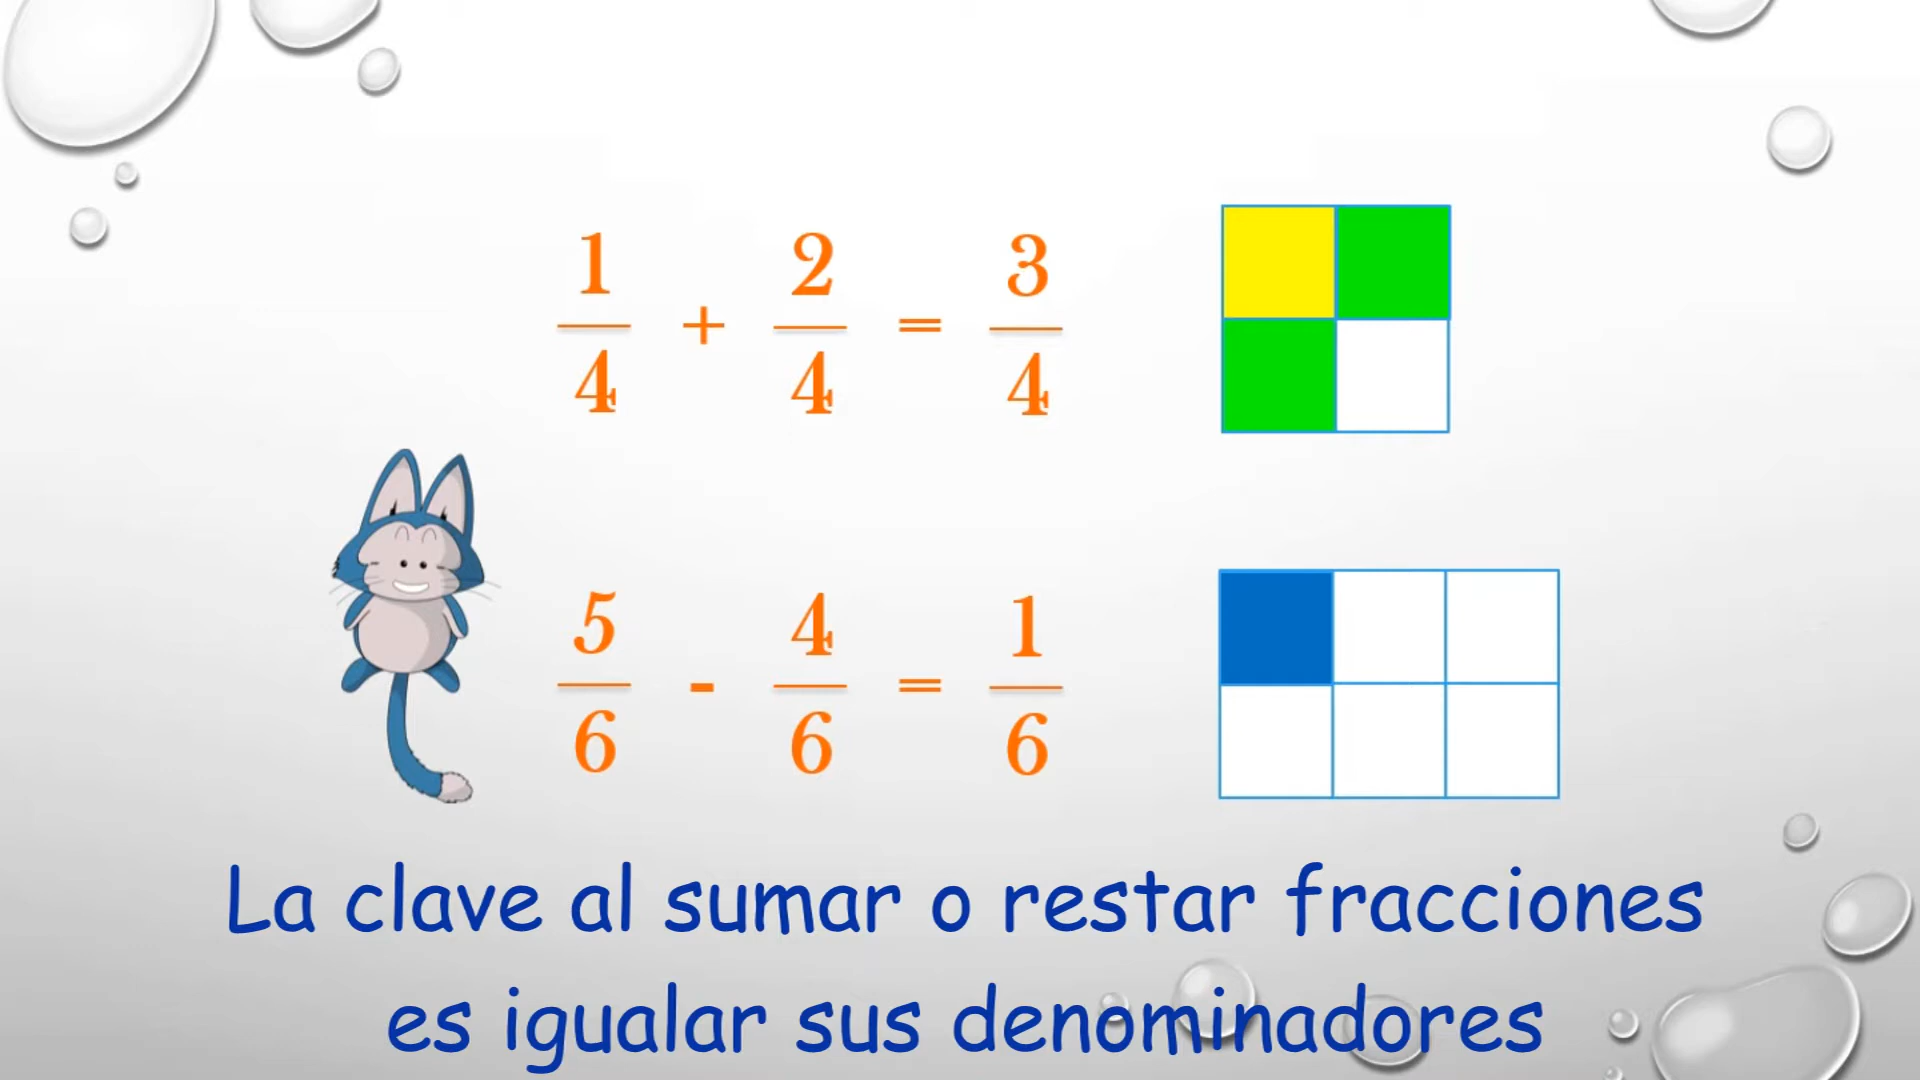 1/4 + 2/4 = 3/4
5/6 - 4/6 = 1/6
La clave al sumar o restar fracciones
es igualar sus denominadores